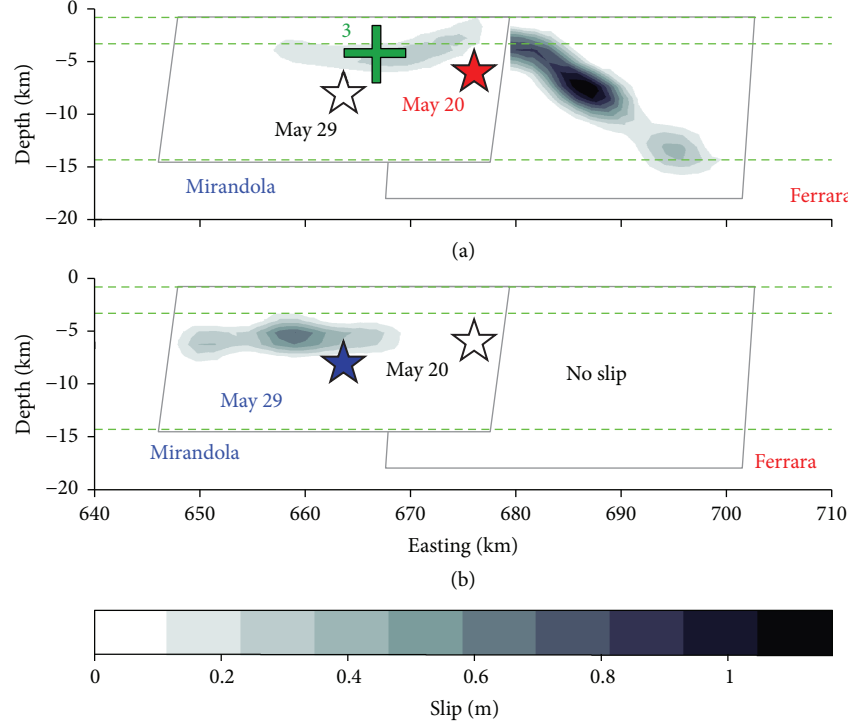 0
−5
−10
−15
−20
Depth (km)
3
May 29
May 20
Mirandola
Ferrara
(a)
0
−5
−10
−15
−20
Depth (km)
May 29
May 20
No slip
Mirandola
Ferrara
640
650
660
670
680
690
700
710
Easting (km)
(b)
0
0.2
0.4
0.6
0.8
1
Slip (m)